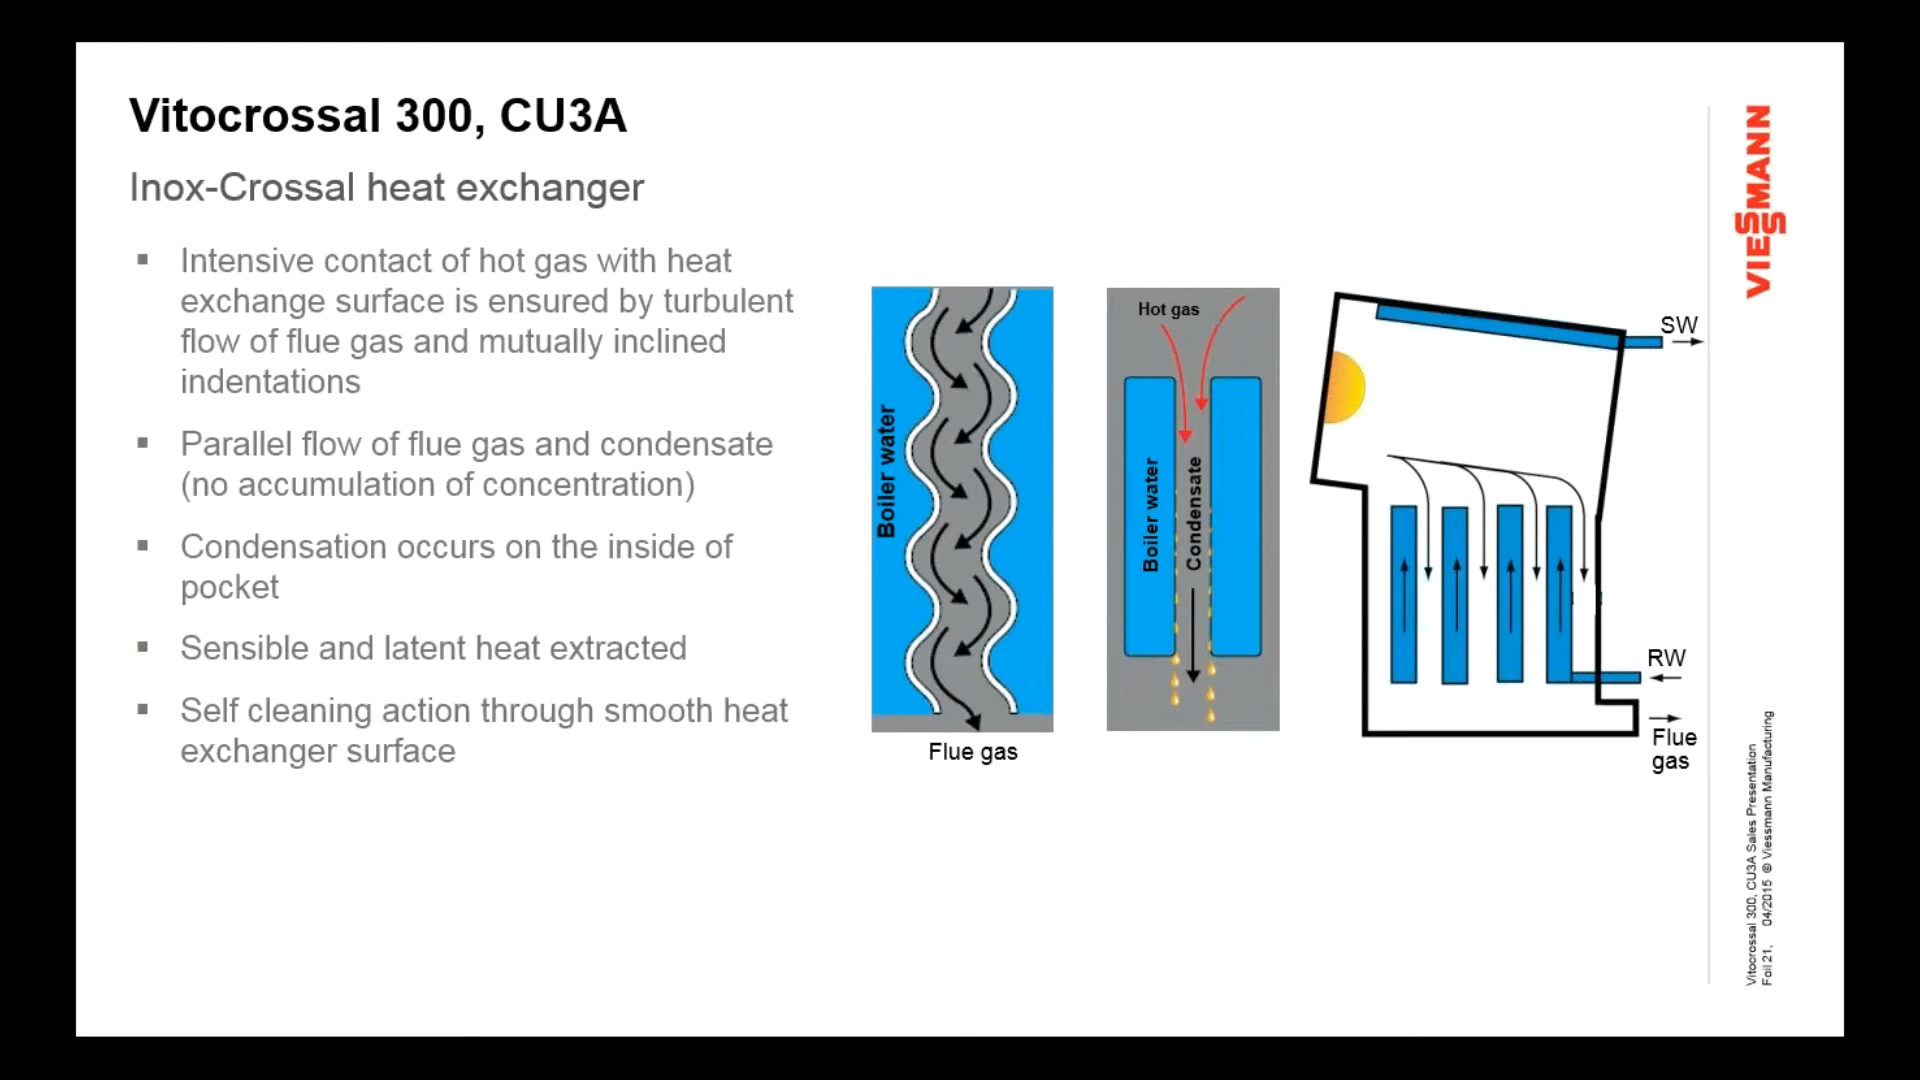 Vitocrossal 300, CU3A
Inox-Crossal heat exchanger
▪ Intensive contact of hot gas with heat
exchange surface is ensured by turbulent
flow of flue gas and mutually inclined
indentations
▪ Parallel flow of flue gas and condensate
(no accumulation of concentration)
▪ Condensation occurs on the inside of
pocket
▪ Sensible and latent heat extracted
▪ Self cleaning action through smooth heat
exchanger surface
Boiler water
Flue gas
Hot gas
Boiler water
Condensate
SW
RW
Flue
gas
VIESSMANN
Vitocrossal 300, CU3A Sales Presentation
Foil 21, 04/2015 © Viessmann Manufacturing